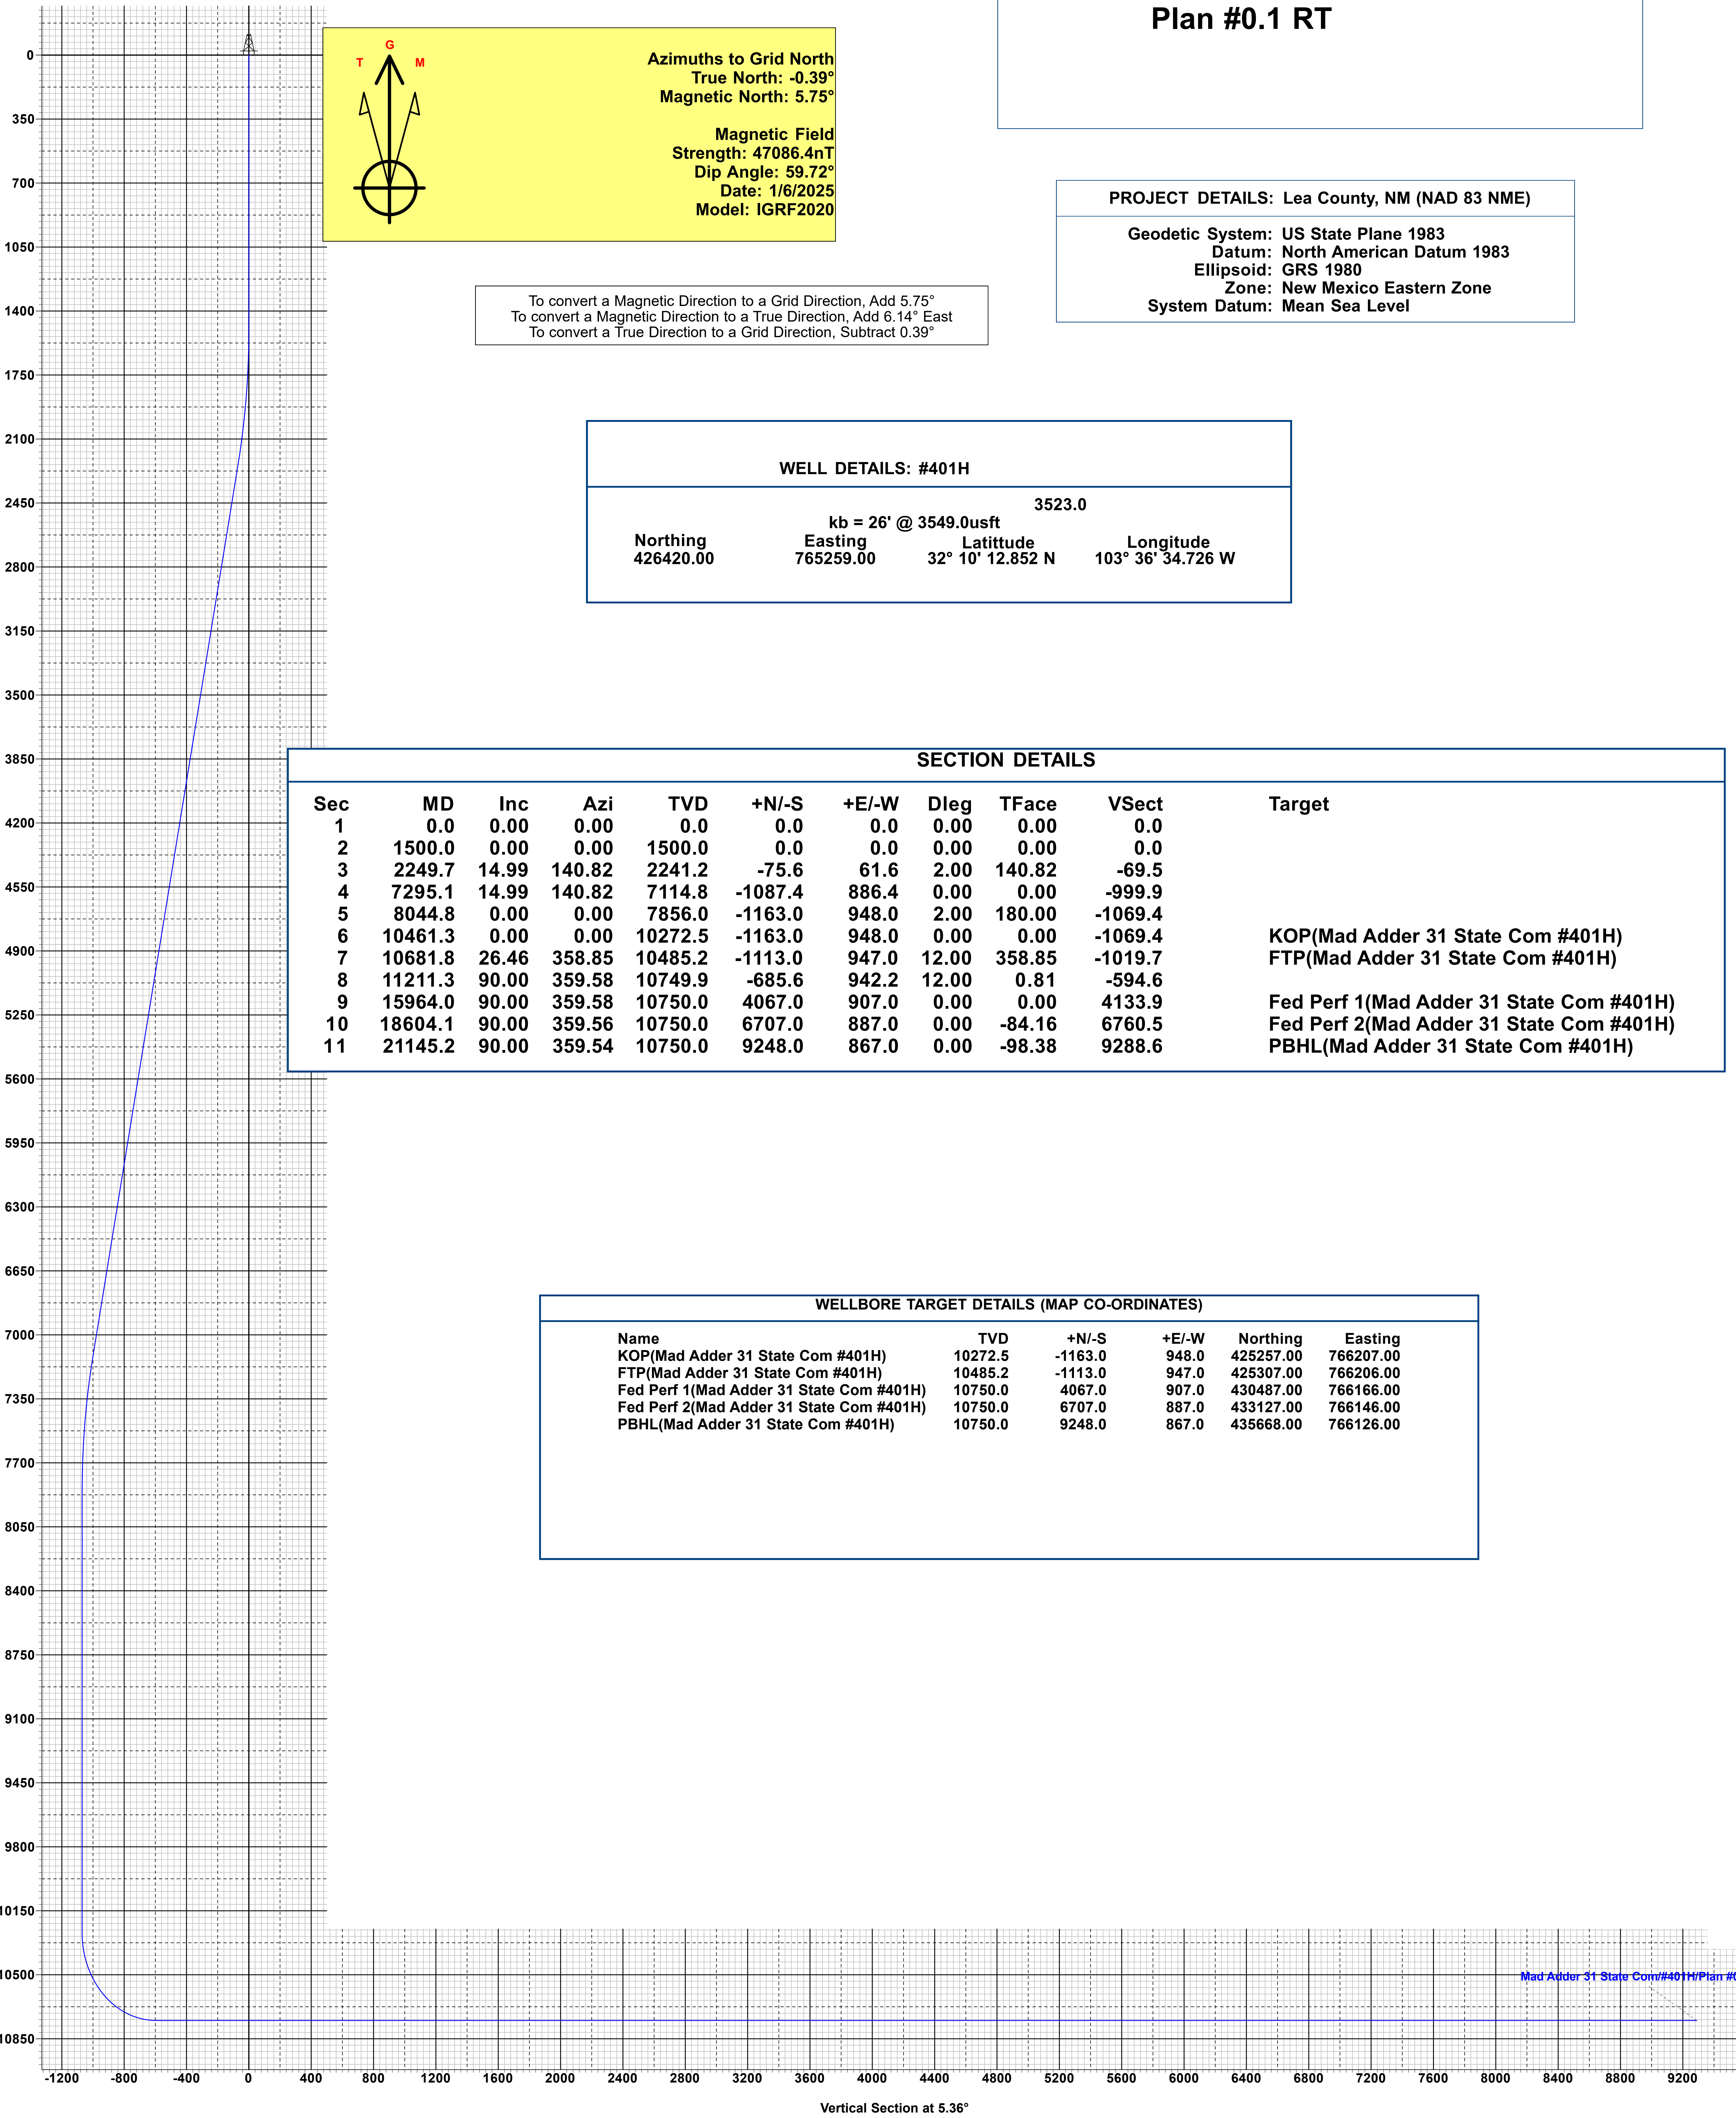 Plan #0.1 RT
T G M
Azimuths to Grid North
True North: -0.39°
Magnetic North: 5.75°
Magnetic Field
Strength: 47086.4nT
Dip Angle: 59.72°
Date: 1/6/2025
Model: IGRF2020
PROJECT DETAILS: Lea County, NM (NAD 83 NME)
Geodetic System: US State Plane 1983
Datum: North American Datum 1983
Ellipsoid: GRS 1980
Zone: New Mexico Eastern Zone
System Datum: Mean Sea Level
To convert a Magnetic Direction to a Grid Direction, Add 5.75°
To convert a Magnetic Direction to a True Direction, Add 6.14° East
To convert a True Direction to a Grid Direction, Subtract 0.39°
WELL DETAILS: #401H
3523.0
kb = 26' @ 3549.0usft
Northing Easting Latittude Longitude
426420.00 765259.00 32° 10' 12.852 N 103° 36' 34.726 W
SECTION DETAILS
Sec MD Inc Azi TVD +N/-S +E/-W Dleg TFace VSect Target
1 0.0 0.00 0.00 0.0 0.0 0.0 0.00 0.00 0.0
2 1500.0 0.00 0.00 1500.0 0.0 0.0 0.00 0.00 0.0
3 2249.7 14.99 140.82 2241.2 -75.6 61.6 2.00 140.82 -69.5
4 7295.1 14.99 140.82 7114.8 -1087.4 886.4 0.00 0.00 -999.9
5 8044.8 0.00 0.00 7856.0 -1163.0 948.0 2.00 180.00 -1069.4
6 10461.3 0.00 0.00 10272.5 -1163.0 948.0 0.00 0.00 -1069.4 KOP(Mad Adder 31 State Com #401H)
7 10681.8 26.46 358.85 10485.2 -1113.0 947.0 12.00 358.85 -1019.7 FTP(Mad Adder 31 State Com #401H)
8 11211.3 90.00 359.58 10749.9 -685.6 942.2 12.00 0.81 -594.6
9 15964.0 90.00 359.58 10750.0 4067.0 907.0 0.00 0.00 4133.9 Fed Perf 1(Mad Adder 31 State Com #401H)
10 18604.1 90.00 359.56 10750.0 6707.0 887.0 0.00 -84.16 6760.5 Fed Perf 2(Mad Adder 31 State Com #401H)
11 21145.2 90.00 359.54 10750.0 9248.0 867.0 0.00 -98.38 9288.6 PBHL(Mad Adder 31 State Com #401H)
WELLBORE TARGET DETAILS (MAP CO-ORDINATES)
Name TVD +N/-S +E/-W Northing Easting
KOP(Mad Adder 31 State Com #401H) 10272.5 -1163.0 948.0 425257.00 766207.00
FTP(Mad Adder 31 State Com #401H) 10485.2 -1113.0 947.0 425307.00 766206.00
Fed Perf 1(Mad Adder 31 State Com #401H) 10750.0 4067.0 907.0 430487.00 766166.00
Fed Perf 2(Mad Adder 31 State Com #401H) 10750.0 6707.0 887.0 433127.00 766146.00
PBHL(Mad Adder 31 State Com #401H) 10750.0 9248.0 867.0 435668.00 766126.00
0
350
700
1050
1400
1750
2100
2450
2800
3150
3500
3850
4200
4550
4900
5250
5600
5950
6300
6650
7000
7350
7700
8050
8400
8750
9100
9450
9800
10150
10500
10850
Mad Adder 31 State Com/#401H/Plan
-1200 -800 -400 0 400 800 1200 1600 2000 2400 2800 3200 3600 4000 4400 4800 5200 5600 6000 6400 6800 7200 7600 8000 8400 8800 9200
Vertical Section at 5.36°